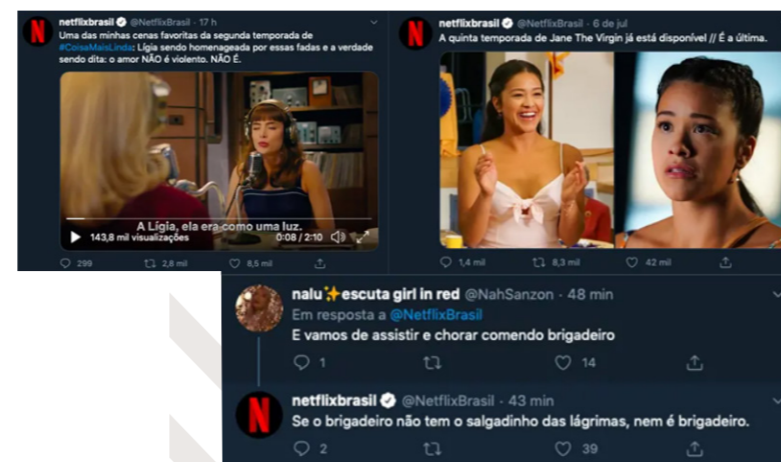 netflixbrasil @NetflixBrasil · 17 h
Uma das minhas cenas favoritas da segunda temporada de
#CoisaMaisLinda: Lígia sendo homenageada por essas fadas e a verdade
sendo dita: o amor NÃO é violento. NÃO É.
A Lígia, ela era como uma luz.
143,8 mil visualizações
0:08 / 2:10
299
2,8 mil
8,5 mil
netflixbrasil @NetflixBrasil · 6 de jul
A quinta temporada de Jane The Virgin já está disponível // É a última.
1,4 mil
8,3 mil
42 mil
nalu✨escuta girl in red @NahSanzon · 48 min
Em resposta a @NetflixBrasil
E vamos de assistir e chorar comendo brigadeiro
1
14
netflixbrasil @NetflixBrasil · 43 min
Se o brigadeiro não tem o salgadinho das lágrimas, nem é brigadeiro.
2
39